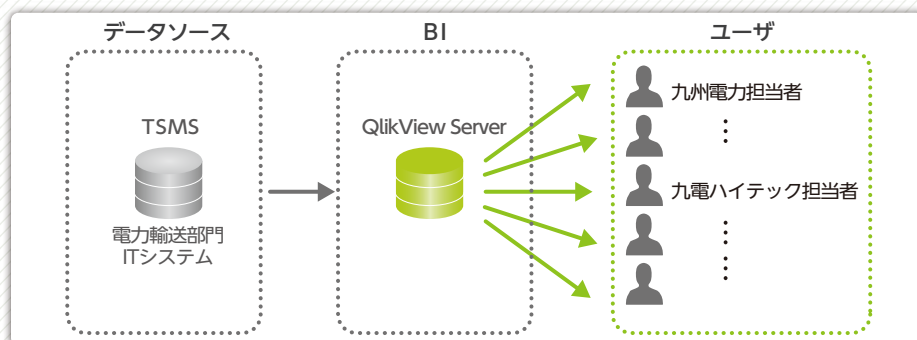 データソース
BI
ユーザ
TSMS
電力輸送部門
ITシステム
QlikView Server
九州電力担当者
九電ハイテック担当者